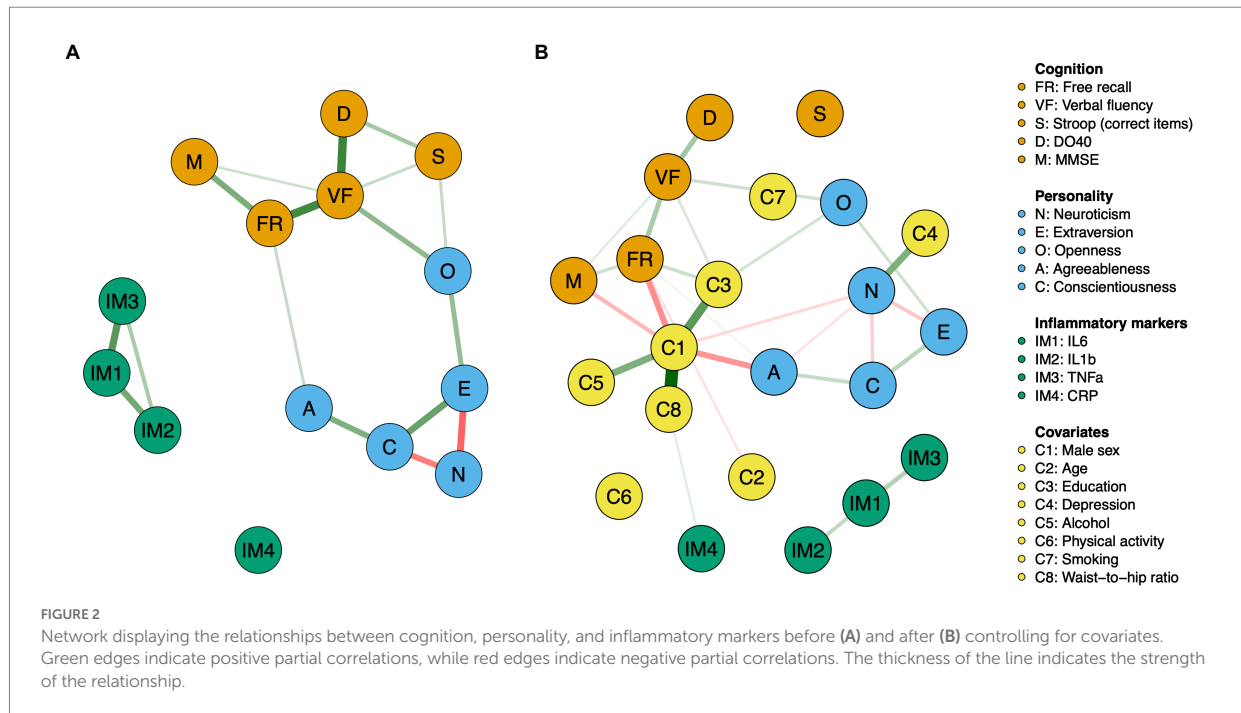 A
D
S
M
VF
FR
O
IM3
IM1
IM2
A
E
C
N
IM4
B
D
S
VF
C7
O
C4
FR
M
C3
N
E
C1
A
C
C5
C8
C2
C6
IM3
IM1
IM4
IM2
Cognition
FR: Free recall
VF: Verbal fluency
S: Stroop (correct items)
D: DO40
M: MMSE
Personality
N: Neuroticism
E: Extraversion
O: Openness
A: Agreeableness
C: Conscientiousness
Inflammatory markers
IM1: IL6
IM2: IL1b
IM3: TNFa
IM4: CRP
Covariates
C1: Male sex
C2: Age
C3: Education
C4: Depression
C5: Alcohol
C6: Physical activity
C7: Smoking
C8: Waist−to−hip ratio
FIGURE 2
Network displaying the relationships between cognition, personality, and inflammatory markers before (A) and after (B) controlling for covariates.
Green edges indicate positive partial correlations, while red edges indicate negative partial correlations. The thickness of the line indicates the strength
of the relationship.